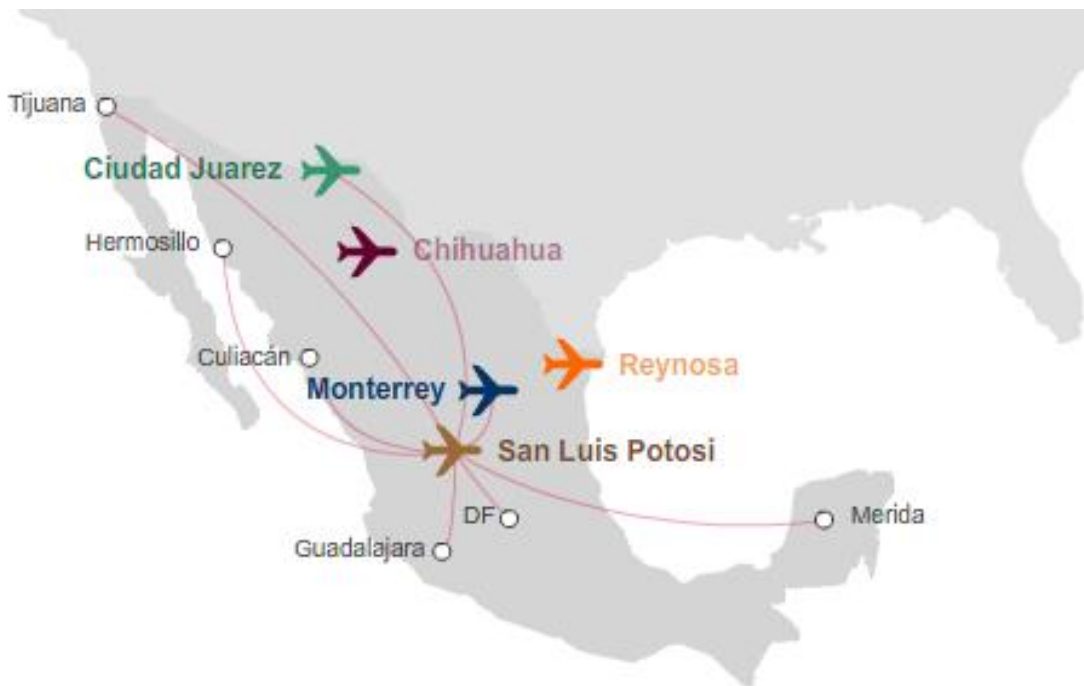 Tijuana
Ciudad Juarez
Hermosillo
Chihuahua
Culiacán
Reynosa
Monterrey
San Luis Potosi
DF
Merida
Guadalajara